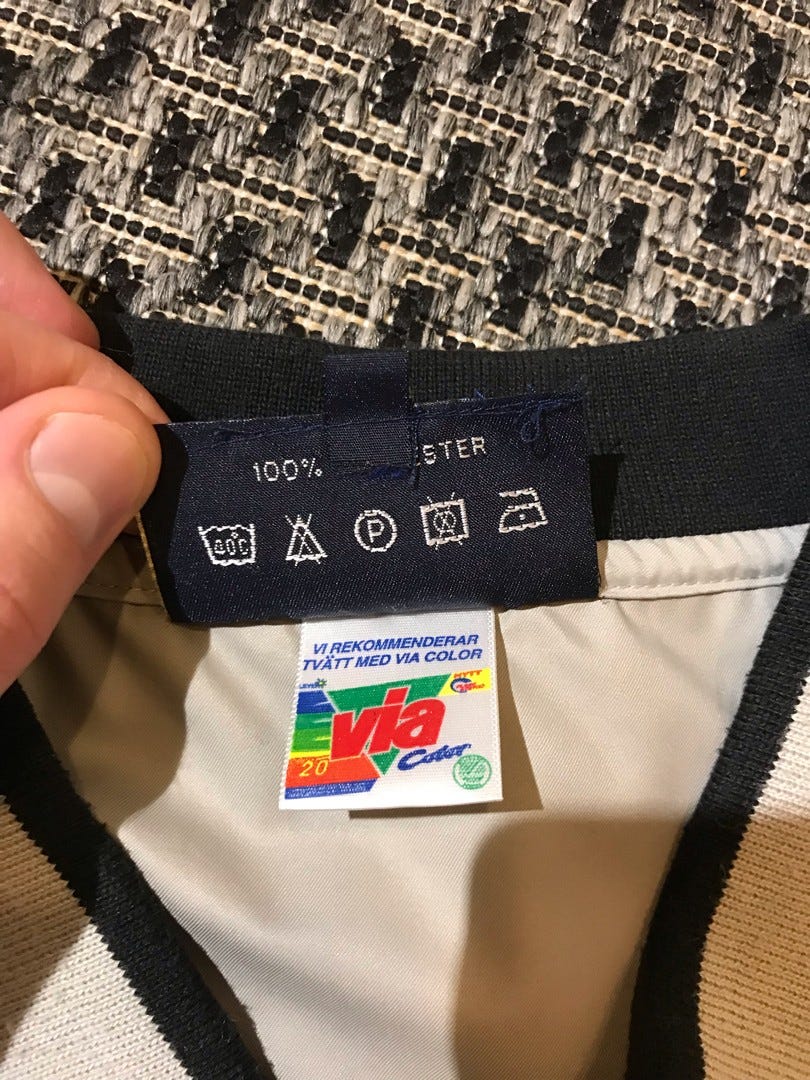 100% STER
40°C
P
VI REKOMMENDERAR
TVÄTT MED VIA COLOR
via
Color
20